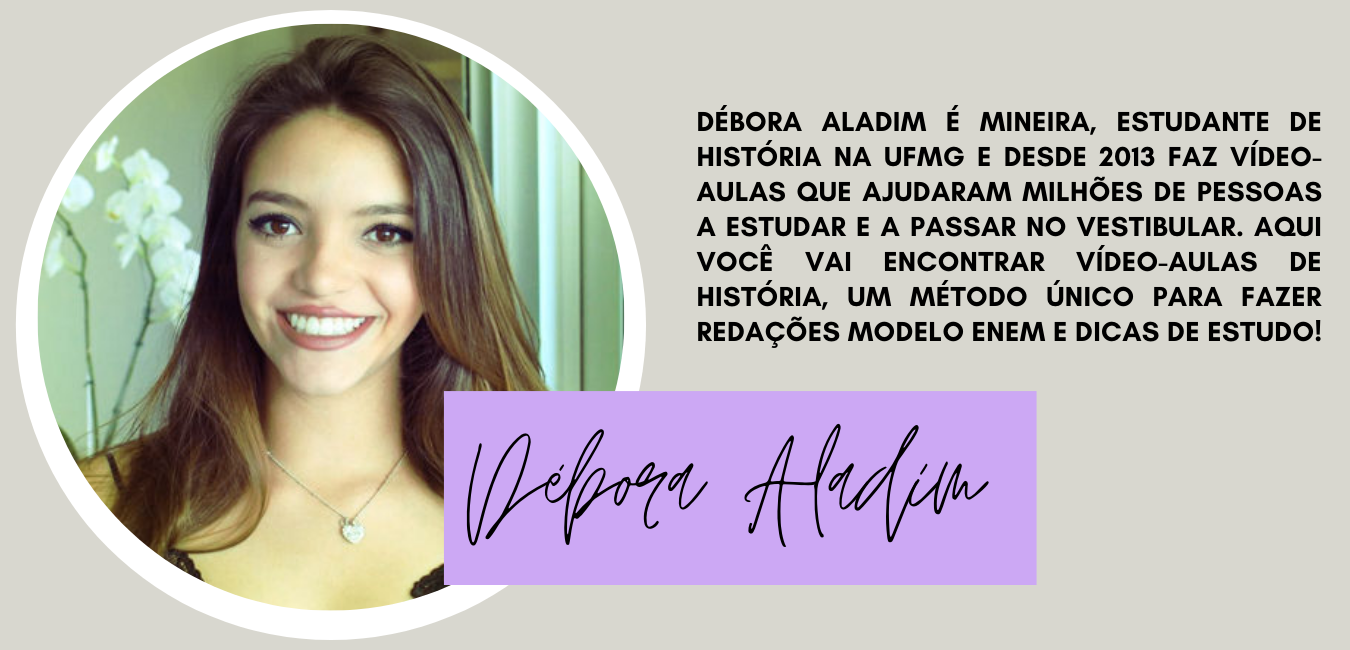 DÉBORA ALADIM É MINEIRA, ESTUDANTE DE
HISTÓRIA NA UFMG E DESDE 2013 FAZ VÍDEO-
AULAS QUE AJUDARAM MILHÕES DE PESSOAS
A ESTUDAR E A PASSAR NO VESTIBULAR. AQUI
VOCÊ VAI ENCONTRAR VÍDEO-AULAS DE
HISTÓRIA, UM MÉTODO ÚNICO PARA FAZER
REDAÇÕES MODELO ENEM E DICAS DE ESTUDO!
Débora Aladim